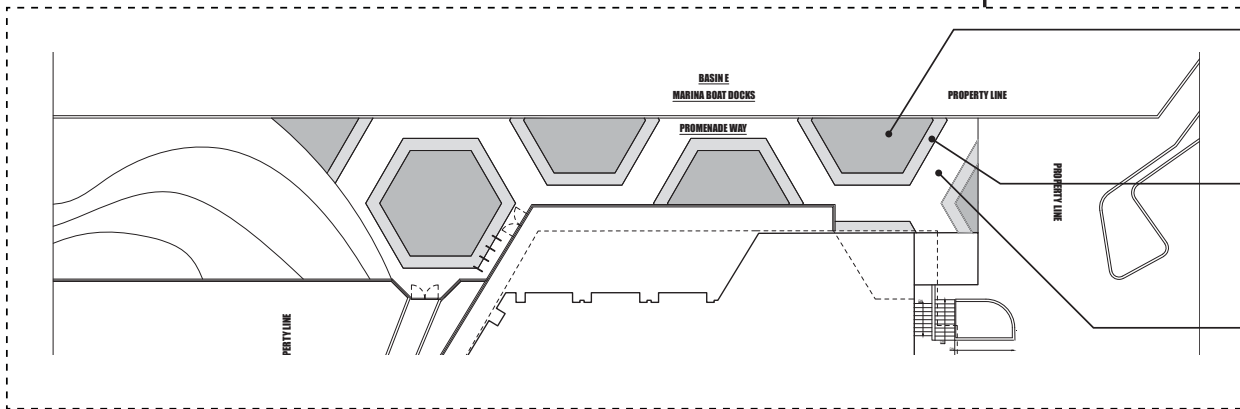 BASIN E
MARINA BOAT DOCKS
PROPERTY LINE
PROMENADE WAY
PROPERTY LINE
PERTY LINE